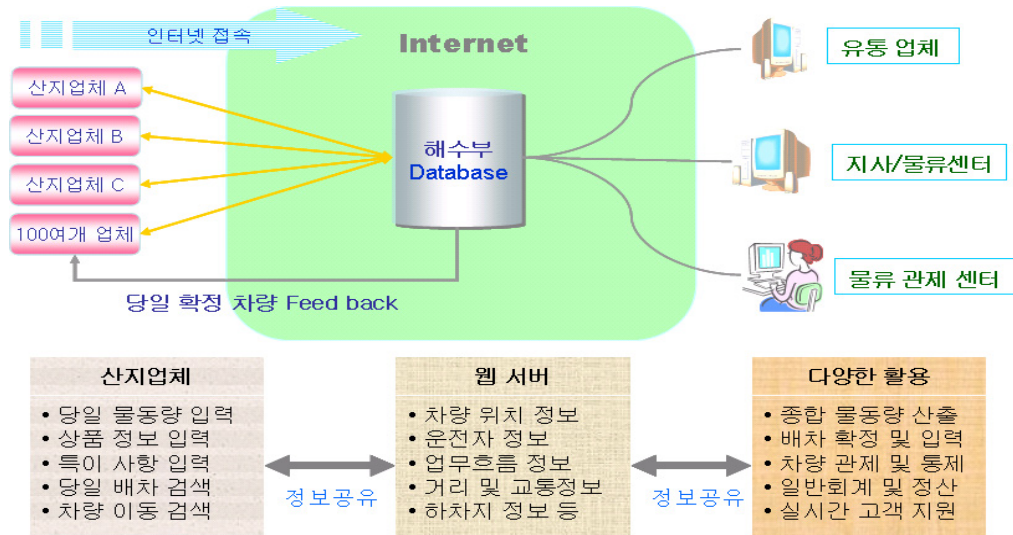 인터넷 접속
Internet
산지업체 A
산지업체 B
산지업체 C
100여개 업체
해수부
Database
유통 업체
지사/물류센터
물류 관제 센터
당일 확정 차량 Feed back
산지업체
• 당일 물동량 입력
• 상품 정보 입력
• 특이 사항 입력
• 당일 배차 검색
• 차량 이동 검색
정보공유
웹 서버
• 차량 위치 정보
• 운전자 정보
• 업무흐름 정보
• 거리 및 교통정보
• 하차지 정보 등
정보공유
다양한 활용
• 종합 물동량 산출
• 배차 확정 및 입력
• 차량 관제 및 통제
• 일반회계 및 정산
• 실시간 고객 지원